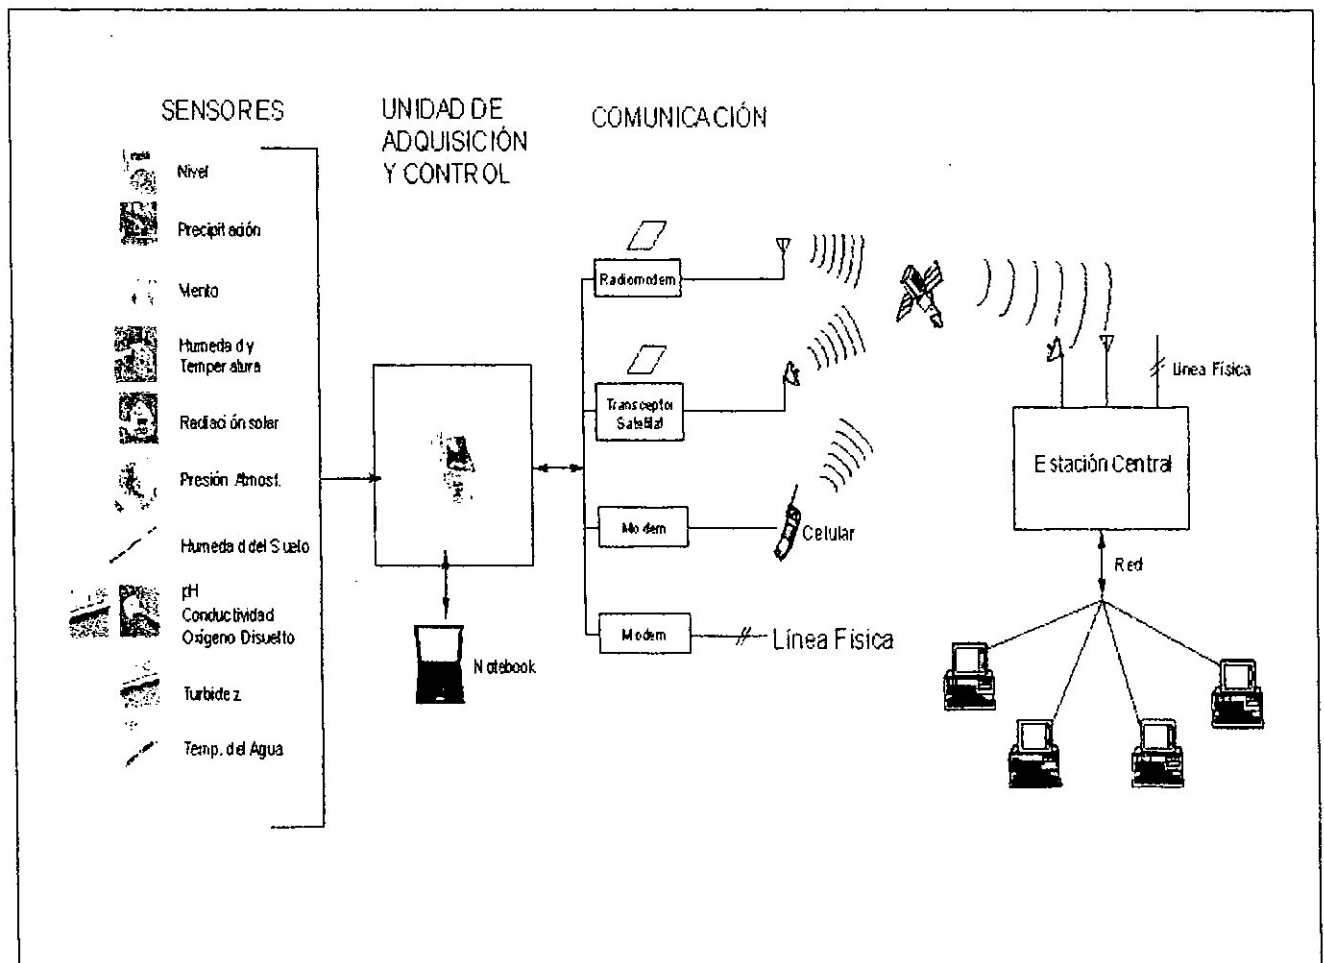 SENSORES
UNIDAD DE
ADQUISICIÓN
Y CONTROL
COMUNICACIÓN
Nivel
Precipitación
Viento
Humedad y
Temperatura
Radiación solar
Presión Atmosf.
Humedad del Suelo
pH
Conductividad
Oxígeno Disuelto
Turbidez
Temp. del Agua
Notebook
Radiomodem
Transceptor
Satelital
Modem
Celular
Modem
Línea Física
Línea Física
Estación Central
Red